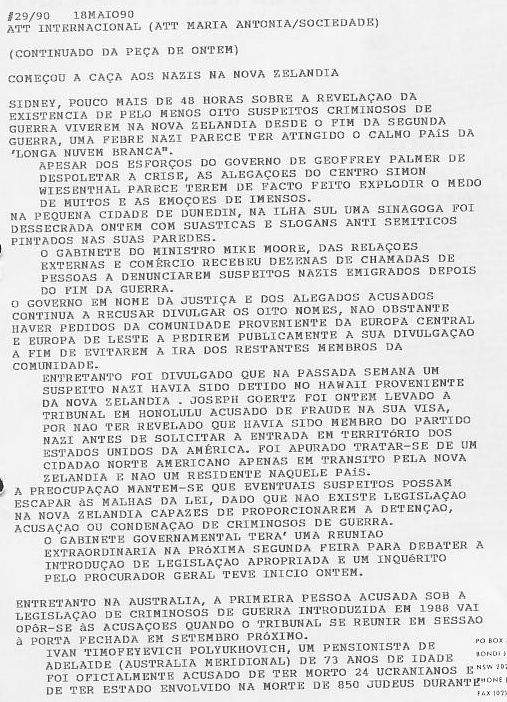 #29/90 18MAIO90
ATT INTERNACIONAL (ATT MARIA ANTONIA/SOCIEDADE)
(CONTINUADO DA PEÇA DE ONTEM)
COMEÇOU A CAÇA AOS NAZIS NA NOVA ZELANDIA
SIDNEY, POUCO MAIS DE 48 HORAS SOBRE A REVELAÇAO DA
EXISTENCIA DE PELO MENOS OITO SUSPEITOS CRIMINOSOS DE
GUERRA VIVEREM NA NOVA ZELANDIA DESDE O FIM DA SEGUNDA
GUERRA, UMA FEBRE NAZI PARECE TER ATINGIDO O CALMO PAÍS DA
'LONGA NUVEM BRANCA".
APESAR DOS ESFORÇOS DO GOVERNO DE GEOFFREY PALMER DE
DESPOLETAR A CRISE, AS ALEGAÇOES DO CENTRO SIMON
WIESENTHAL PARECE TEREM DE FACTO FEITO EXPLODIR O MEDO
DE MUITOS E AS EMOÇOES DE IMENSOS.
NA PEQUENA CIDADE DE DUNEDIN, NA ILHA SUL UMA SINAGOGA FOI
DESSECRADA ONTEM COM SUASTICAS E SLOGANS ANTI SEMITICOS
PINTADOS NAS SUAS PAREDES.
O GABINETE DO MINISTRO MIKE MOORE, DAS RELAÇOES
EXTERNAS E COMÉRCIO RECEBEU DEZENAS DE CHAMADAS DE
PESSOAS A DENUNCIAREM SUSPEITOS NAZIS EMIGRADOS DEPOIS
DO FIM DA GUERRA.
O GOVERNO EM NOME DA JUSTIÇA E DOS ALEGADOS ACUSADOS
CONTINUA A RECUSAR DIVULGAR OS OITO NOMES, NAO OBSTANTE
HAVER PEDIDOS DA COMUNIDADE PROVENIENTE DA EUROPA CENTRAL
E EUROPA DE LESTE A PEDIREM PUBLICAMENTE A SUA DIVULGAÇAO
A FIM DE EVITAREM A IRA DOS RESTANTES MEMBROS DA
COMUNIDADE.
ENTRETANTO FOI DIVULGADO QUE NA PASSADA SEMANA UM
SUSPEITO NAZI HAVIA SIDO DETIDO NO HAWAII PROVENIENTE
DA NOVA ZELANDIA . JOSEPH GOERTZ FOI ONTEM LEVADO A
TRIBUNAL EM HONOLULU ACUSADO DE FRAUDE NA SUA VISA,
POR NAO TER REVELADO QUE HAVIA SIDO MEMBRO DO PARTIDO
NAZI ANTES DE SOLICITAR A ENTRADA EM TERRITÓRIO DOS
ESTADOS UNIDOS DA AMÉRICA. FOI APURADO TRATAR-SE DE UM
CIDADAO NORTE AMERICANO APENAS EM TRANSITO PELA NOVA
ZELANDIA E NAO UM RESIDENTE NAQUELE PAÍS.
A PREOCUPAÇAO MANTEM-SE QUE EVENTUAIS SUSPEITOS POSSAM
ESCAPAR àS MALHAS DA LEI, DADO QUE NAO EXISTE LEGISLAÇAO
NA NOVA ZELANDIA CAPAZES DE PROPORCIONAREM A DETENÇAO,
ACUSAÇAO OU CONDENAÇAO DE CRIMINOSOS DE GUERRA.
O GABINETE GOVERNAMENTAL TERA' UMA REUNIAO
EXTRAORDINARIA NA PRÓXIMA SEGUNDA FEIRA PARA DEBATER A
INTRODUÇAO DE LEGISLAÇAO APROPRIADA E UM INQUÉRITO
PELO PROCURADOR GERAL TEVE INICIO ONTEM.
ENTRETANTO NA AUSTRALIA, A PRIMEIRA PESSOA ACUSADA SOB A
LEGISLAÇAO DE CRIMINOSOS DE GUERRA INTRODUZIDA EM 1988 VAI
OPÔR-SE àS ACUSAÇOES QUANDO O TRIBUNAL SE REUNIR EM SESSAO
à PORTA FECHADA EM SETEMBRO PRÓXIMO.
IVAN TIMOFEYEVICH POLYUKHOVICH, UM PENSIONISTA DE
ADELAIDE (AUSTRALIA MERIDIONAL) DE 73 ANOS DE IDADE
FOI OFICIALMENTE ACUSADO DE TER MORTO 24 UCRANIANOS E
DE TER ESTADO ENVOLVIDO NA MORTE DE 850 JUDEUS DURANTE
PO BOX
BONDI
NSW 202
PHONE
FAX (02)